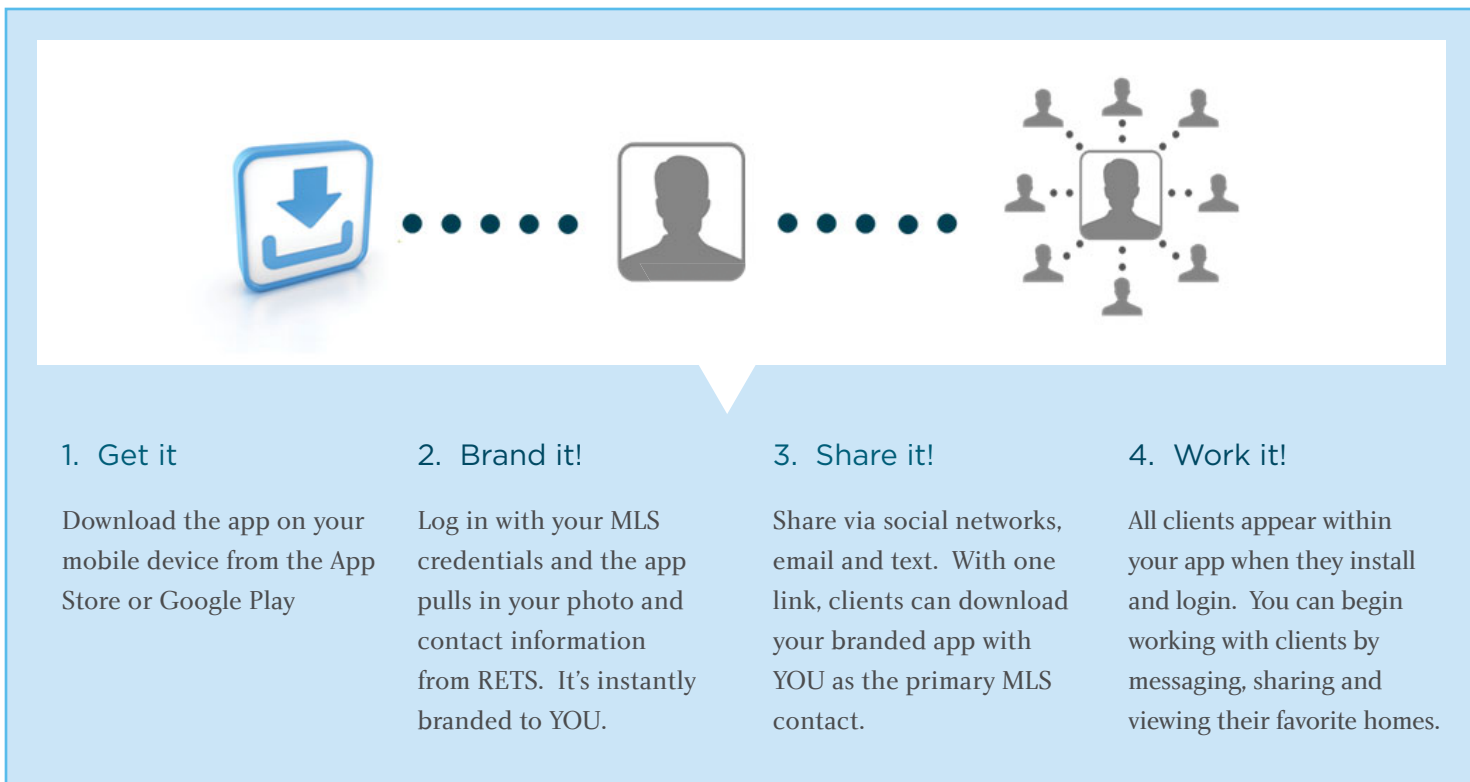 1. Get it
Download the app on your
mobile device from the App
Store or Google Play
2. Brand it!
Log in with your MLS
credentials and the app
pulls in your photo and
contact information
from RETS. It's instantly
branded to YOU.
3. Share it!
Share via social networks,
email and text. With one
link, clients can download
your branded app with
YOU as the primary MLS
contact.
4. Work it!
All clients appear within
your app when they install
and login. You can begin
working with clients by
messaging, sharing and
viewing their favorite homes.